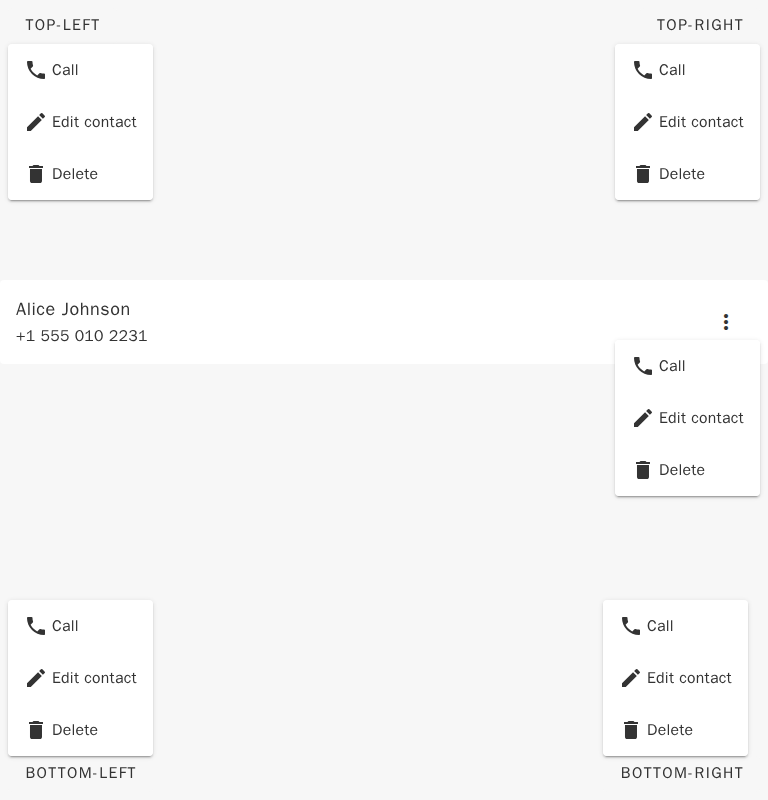 TOP-LEFT
Call
Edit contact
Delete
TOP-RIGHT
Call
Edit contact
Delete
Alice Johnson
+1 555 010 2231
Call
Edit contact
Delete
Call
Edit contact
Delete
BOTTOM-LEFT
Call
Edit contact
Delete
BOTTOM-RIGHT